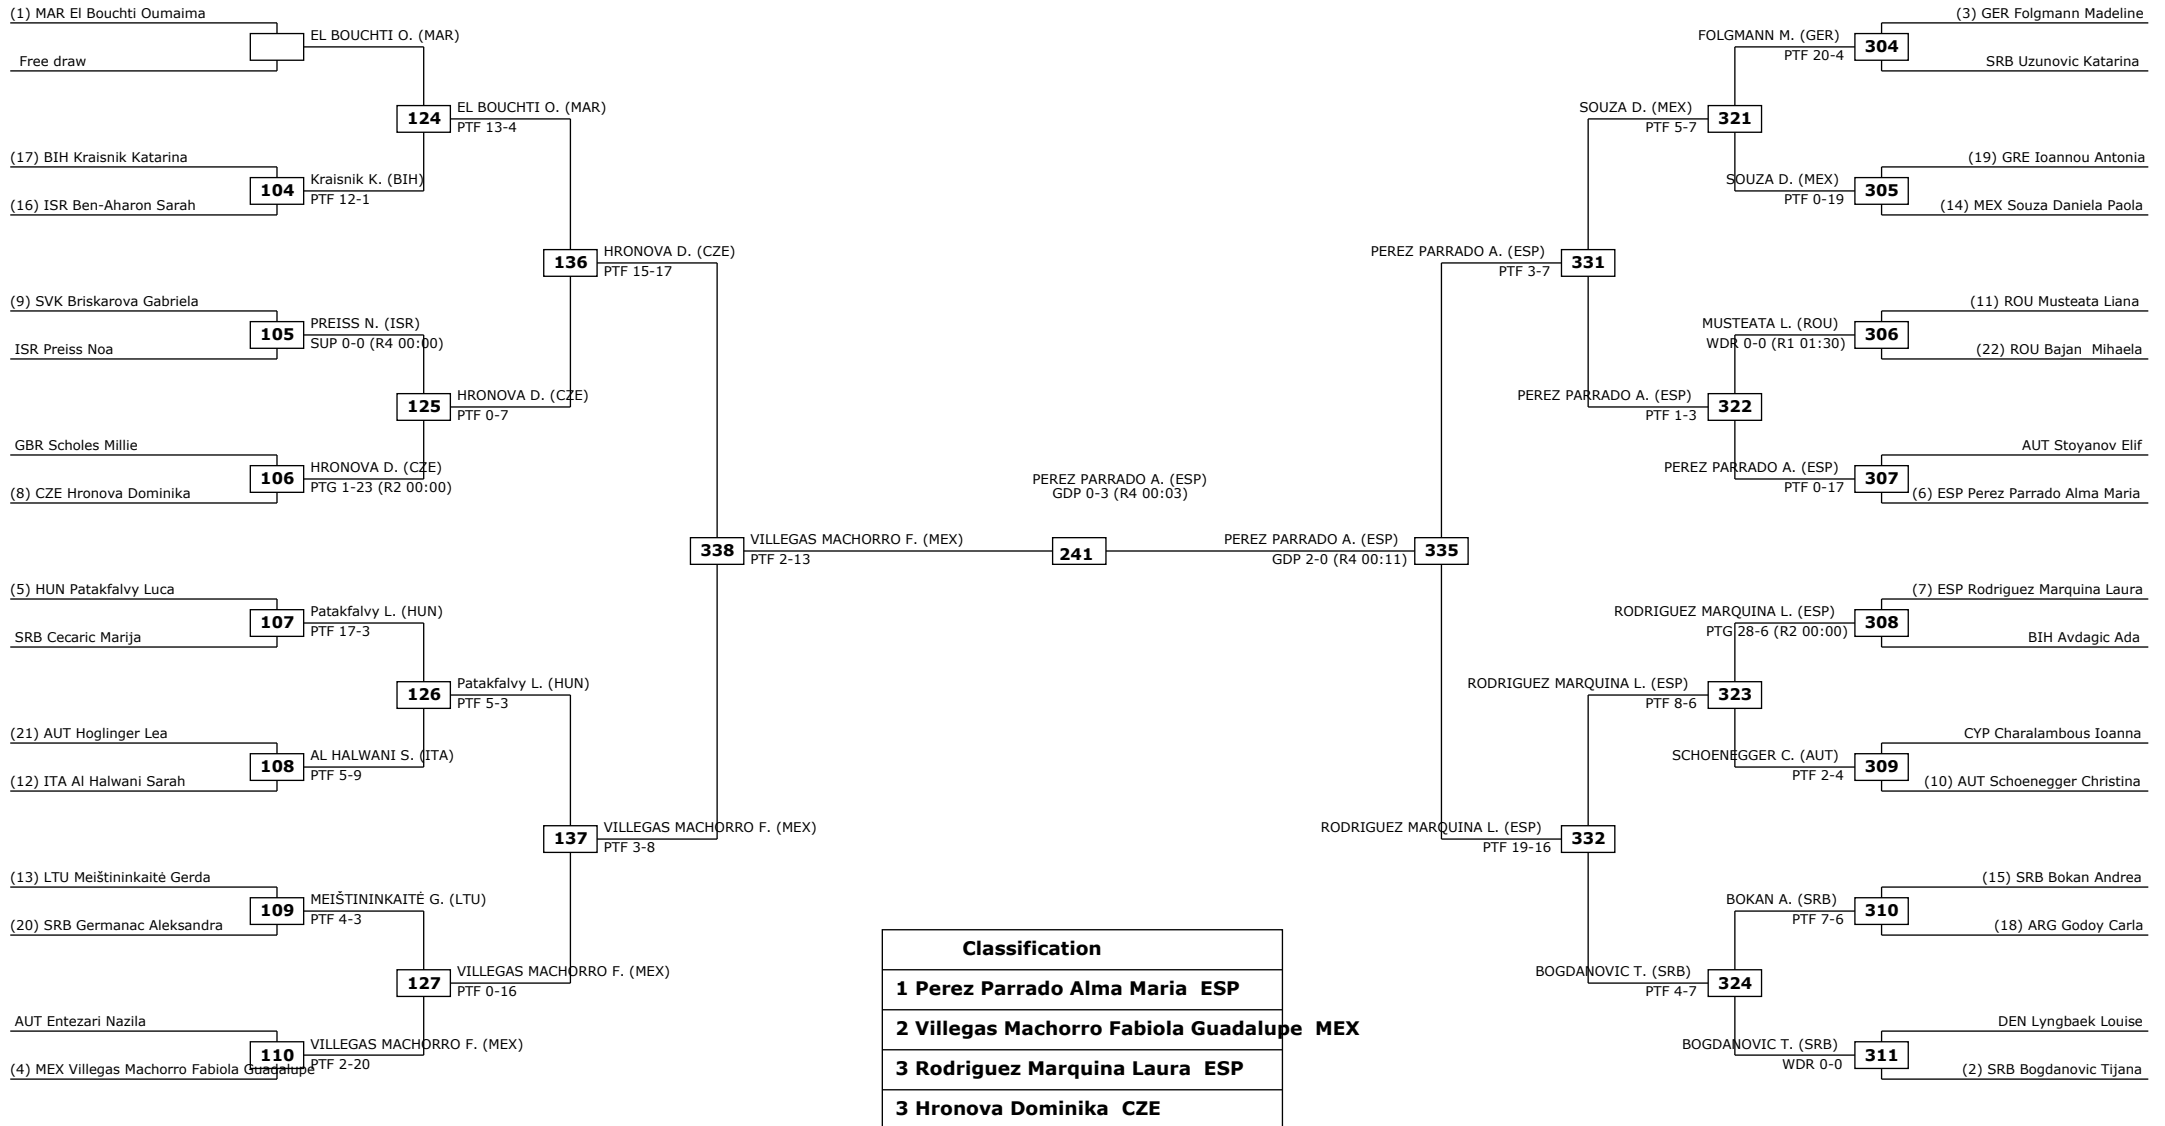 (1) MAR El Bouchti Oumaima
EL BOUCHTI O. (MAR)
Free draw
124
EL BOUCHTI O. (MAR)
PTF 13-4
(17) BIH Kraisnik Katarina
104
Kraisnik K. (BIH)
PTF 12-1
(16) ISR Ben-Aharon Sarah
136
HRONOVA D. (CZE)
PTF 15-17
(9) SVK Briskarova Gabriela
105
PREISS N. (ISR)
SUP 0-0 (R4 00:00)
ISR Preiss Noa
125
HRONOVA D. (CZE)
PTF 0-7
GBR Scholes Millie
106
HRONOVA D. (CZE)
PTG 1-23 (R2 00:00)
(8) CZE Hronova Dominika
338
VILLEGAS MACHORRO F. (MEX)
PTF 2-13
(5) HUN Patakfalvy Luca
107
Patakfalvy L. (HUN)
PTF 17-3
SRB Cecaric Marija
126
Patakfalvy L. (HUN)
PTF 5-3
(21) AUT Hoglinger Lea
108
AL HALWANI S. (ITA)
PTF 5-9
(12) ITA Al Halwani Sarah
137
VILLEGAS MACHORRO F. (MEX)
PTF 3-8
(13) LTU Meištininkaitė Gerda
109
MEIŠTININKAITĖ G. (LTU)
PTF 4-3
(20) SRB Germanac Aleksandra
127
VILLEGAS MACHORRO F. (MEX)
PTF 0-16
AUT Entezari Nazila
110
VILLEGAS MACHORRO F. (MEX)
PTF 2-20
(4) MEX Villegas Machorro Fabiola Guadalupe
PEREZ PARRADO A. (ESP)
GDP 0-3 (R4 00:03)
241
(3) GER Folgmann Madeline
FOLGMANN M. (GER)
304
PTF 20-4
SRB Uzunovic Katarina
SOUZA D. (MEX)
321
PTF 5-7
(19) GRE Ioannou Antonia
SOUZA D. (MEX)
305
PTF 0-19
(14) MEX Souza Daniela Paola
PEREZ PARRADO A. (ESP)
331
PTF 3-7
(11) ROU Musteata Liana
MUSTEATA L. (ROU)
306
WDR 0-0 (R1 01:30)
(22) ROU Bajan  Mihaela
PEREZ PARRADO A. (ESP)
322
PTF 1-3
AUT Stoyanov Elif
PEREZ PARRADO A. (ESP)
307
PTF 0-17
(6) ESP Perez Parrado Alma Maria
PEREZ PARRADO A. (ESP)
335
GDP 2-0 (R4 00:11)
(7) ESP Rodriguez Marquina Laura
RODRIGUEZ MARQUINA L. (ESP)
308
PTG 28-6 (R2 00:00)
BIH Avdagic Ada
RODRIGUEZ MARQUINA L. (ESP)
323
PTF 8-6
CYP Charalambous Ioanna
SCHOENEGGER C. (AUT)
309
PTF 2-4
(10) AUT Schoenegger Christina
RODRIGUEZ MARQUINA L. (ESP)
332
PTF 19-16
(15) SRB Bokan Andrea
BOKAN A. (SRB)
310
PTF 7-6
(18) ARG Godoy Carla
BOGDANOVIC T. (SRB)
324
PTF 4-7
DEN Lyngbaek Louise
BOGDANOVIC T. (SRB)
311
WDR 0-0
(2) SRB Bogdanovic Tijana
Classification
1 Perez Parrado Alma Maria  ESP
2 Villegas Machorro Fabiola Guadalupe  MEX
3 Rodriguez Marquina Laura  ESP
3 Hronova Dominika  CZE